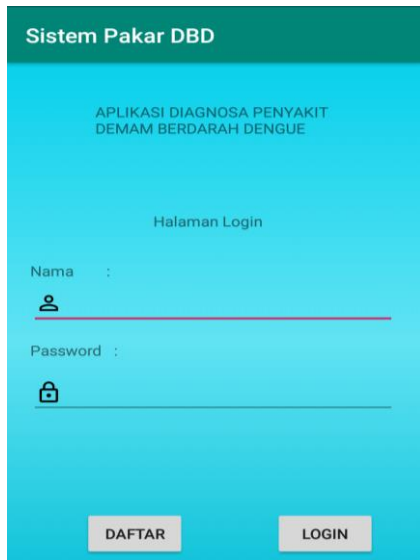 Sistem Pakar DBD
APLIKASI DIAGNOSA PENYAKIT
DEMAM BERDARAH DENGUE
Halaman Login
Nama :
Password :
DAFTAR LOGIN